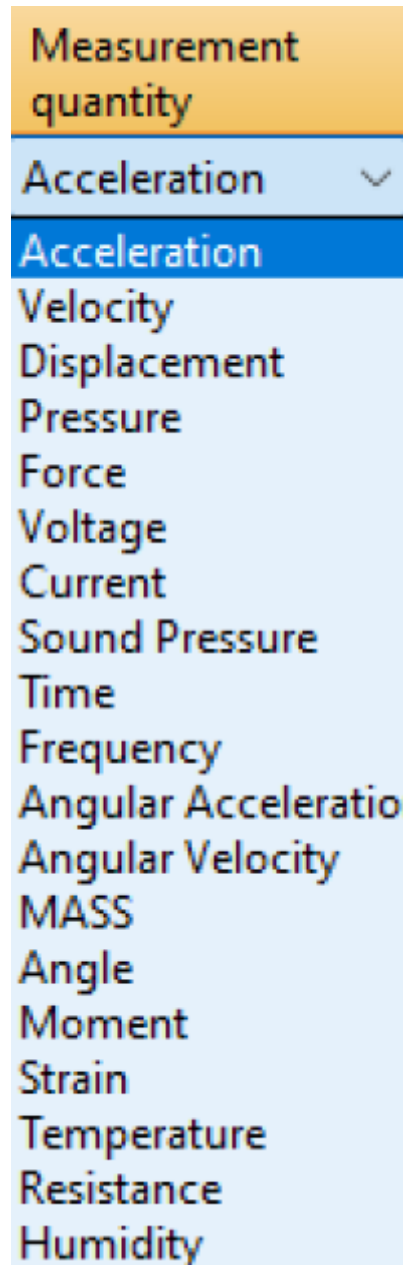 Measurement
quantity
Acceleration
Acceleration
Velocity
Displacement
Pressure
Force
Voltage
Current
Sound Pressure
Time
Frequency
Angular Acceleratio
Angular Velocity
MASS
Angle
Moment
Strain
Temperature
Resistance
Humidity